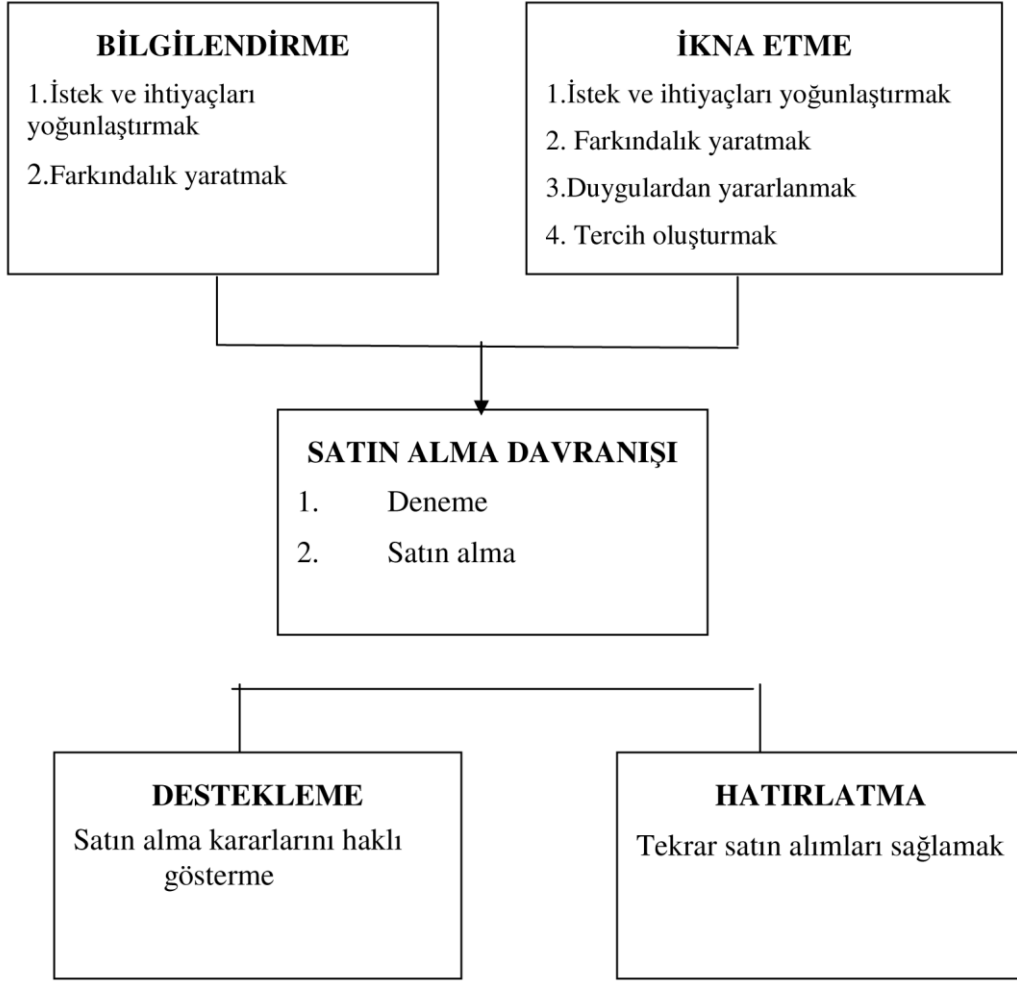 BİLGİLENDİRME
1.İstek ve ihtiyaçları
yoğunlaştırmak
2.Farkındalık yaratmak
İKNA ETME
1.İstek ve ihtiyaçları yoğunlaştırmak
2. Farkındalık yaratmak
3.Duygulardan yararlanmak
4. Tercih oluşturmak
SATIN ALMA DAVRANIŞI
1. Deneme
2. Satın alma
DESTEKLEME
Satın alma kararlarını haklı
gösterme
HATIRLATMA
Tekrar satın alımları sağlamak